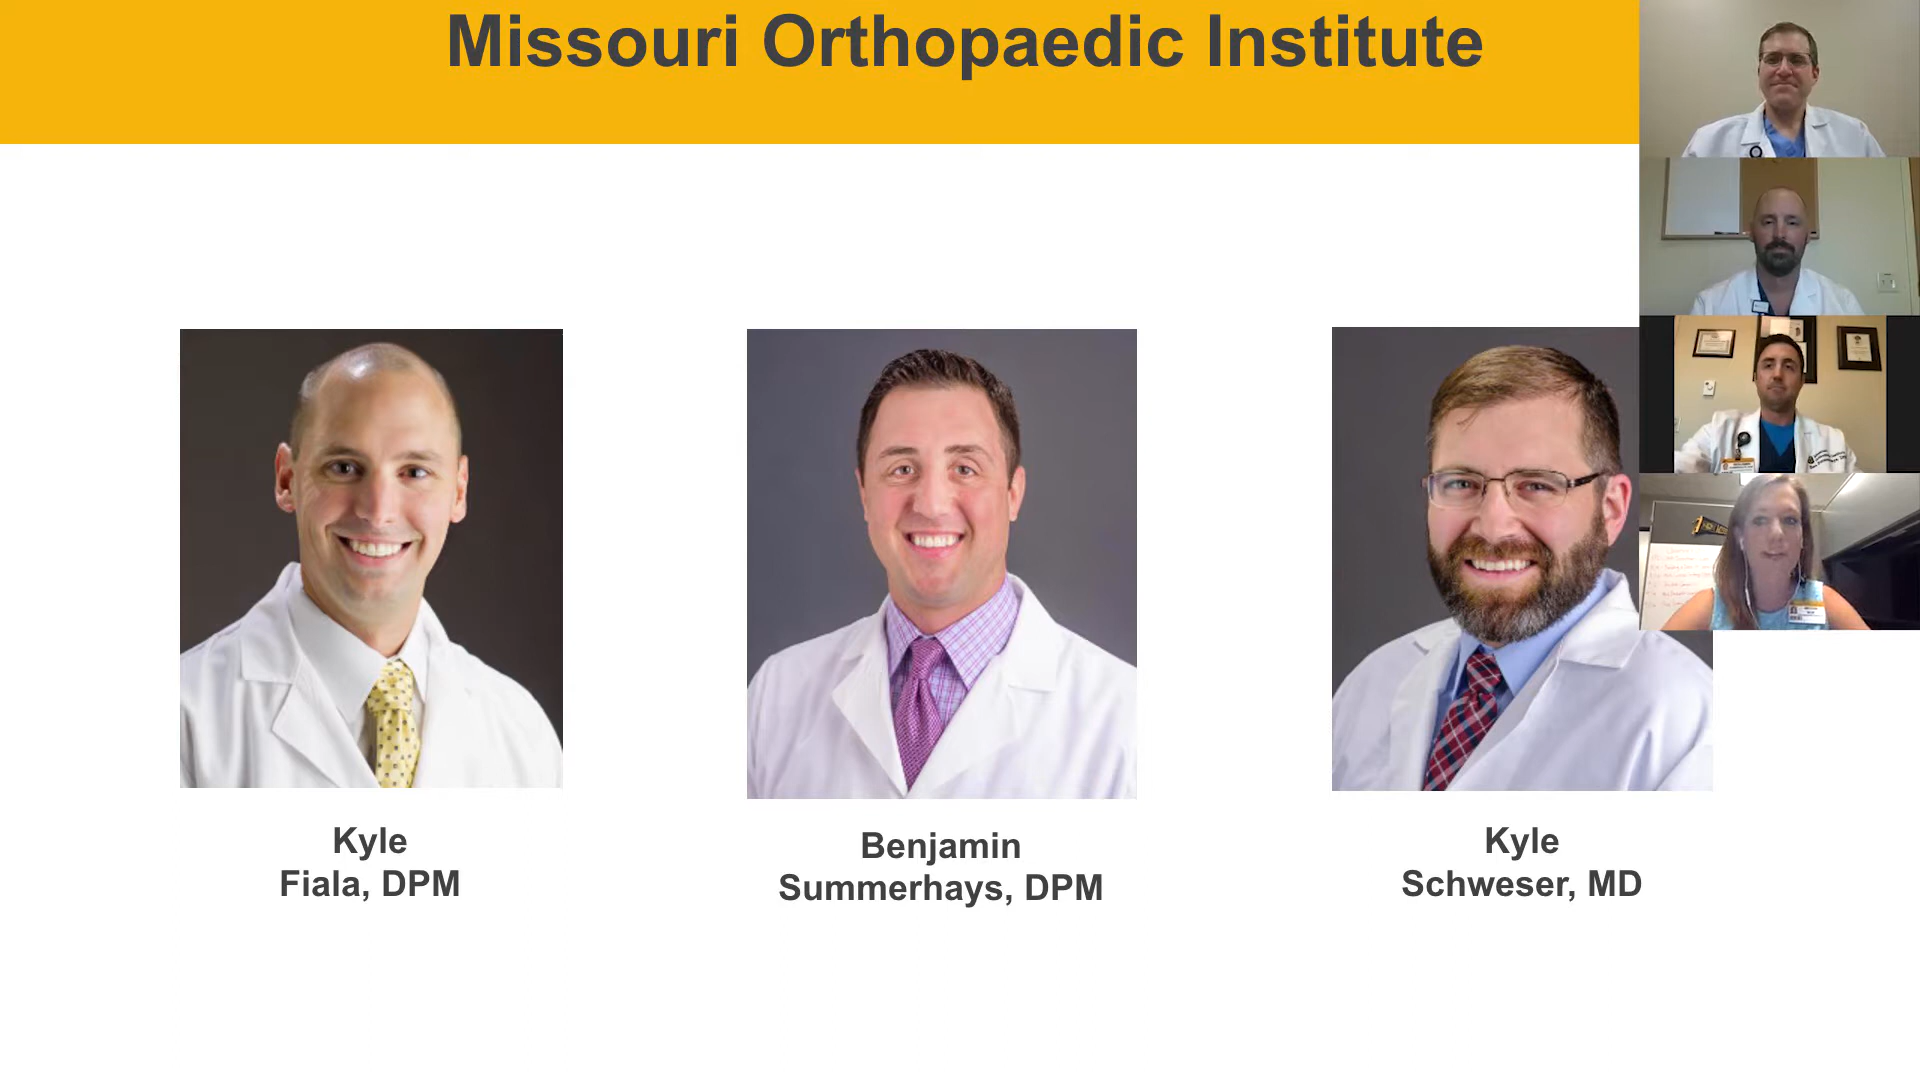 Missouri Orthopaedic Institute
Kyle
Fiala, DPM
Benjamin
Summerhays, DPM
Kyle
Schweser, MD